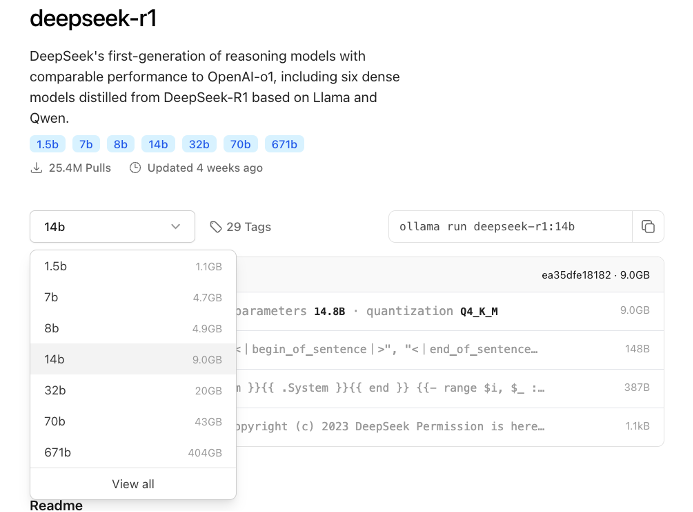 deepseek-r1
DeepSeek's first-generation of reasoning models with
comparable performance to OpenAI-o1, including six dense
models distilled from DeepSeek-R1 based on Llama and
Qwen.
1.5b 7b 8b 14b 32b 70b 671b
25.4M Pulls Updated 4 weeks ago
14b 29 Tags ollama run deepseek-r1:14b
ea35dfe18182 · 9.0GB
1.5b 1.1GB
7b 4.7GB
parameters 14.8B · quantization Q4_K_M 9.0GB
8b 4.9GB
<|begin_of_sentence|>", "<|end_of_sentence… 148B
14b 9.0GB
}}{{ .System }}{{ end }} {{- range $i, $_ :… 387B
32b 20GB
70b 43GB
opyright (c) 2023 DeepSeek Permission is here… 1.1kB
671b 404GB
View all
Readme